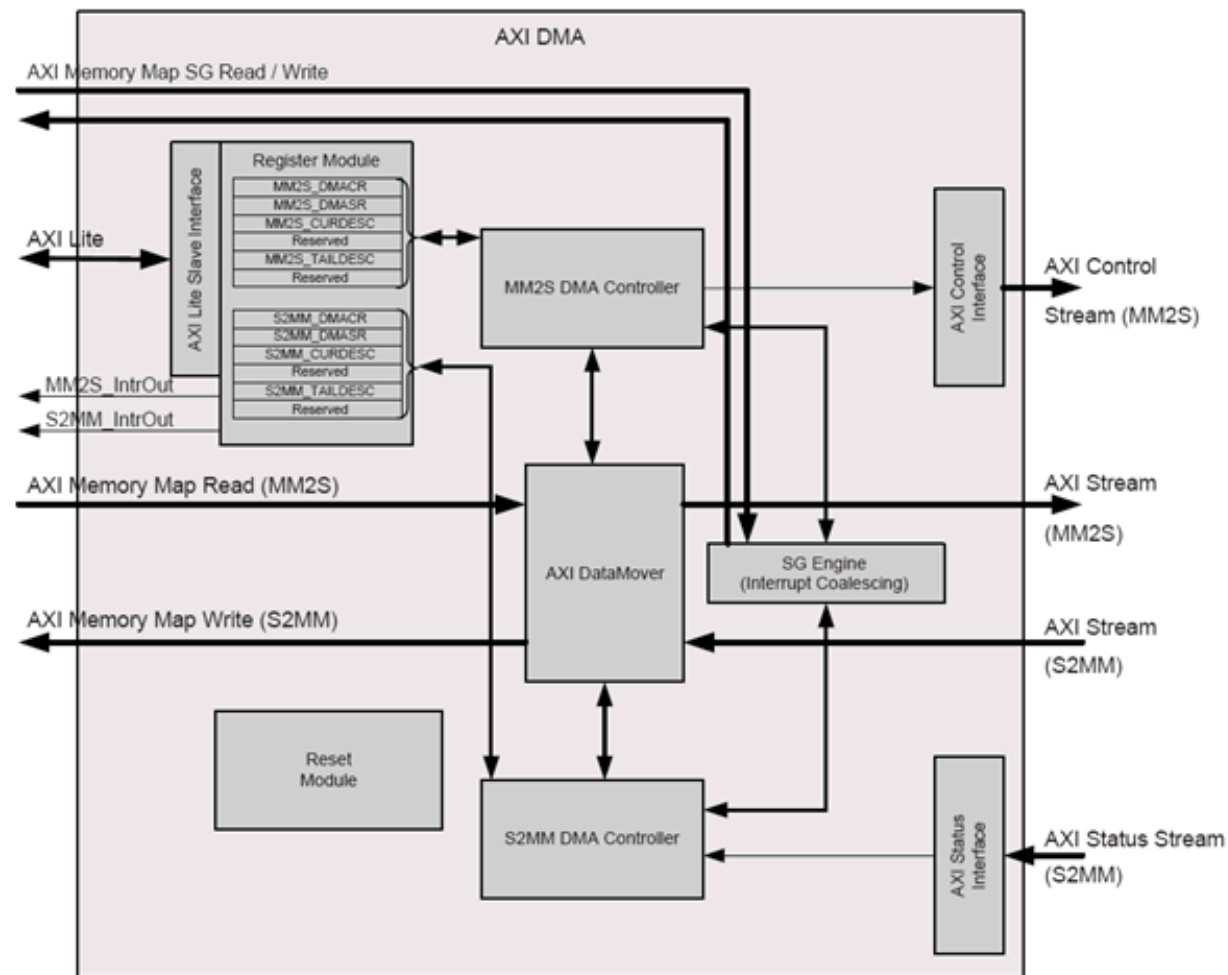 AXI DMA
AXI Memory Map SG Read / Write
AXI Lite Slave Interface
Register Module
MM2S_DMACR
MM2S_DMASR
MM2S_CURDESC
Reserved
MM2S_TAILDESC
Reserved
S2MM_DMACR
S2MM_DMASR
S2MM_CURDESC
Reserved
S2MM_TAILDESC
Reserved
AXI Lite
MM2S_IntrOut
S2MM_IntrOut
MM2S DMA Controller
AXI Control
Interface
AXI Control
Stream (MM2S)
AXI Memory Map Read (MM2S)
AXI Stream
(MM2S)
AXI DataMover
SG Engine
(Interrupt Coalescing)
AXI Memory Map Write (S2MM)
AXI Stream
(S2MM)
Reset
Module
S2MM DMA Controller
AXI Status
Interface
AXI Status Stream
(S2MM)